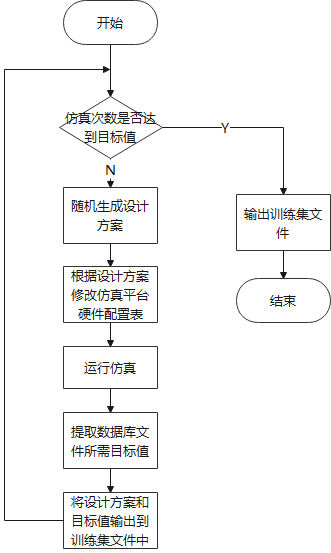 开始
仿真次数是否达
到目标值
Y
N
随机生成设计
方案
输出训练集文
件
根据设计方案
修改仿真平台
硬件配置表
结束
运行仿真
提取数据库文
件所需目标值
将设计方案和
目标值输出到
训练集文件中